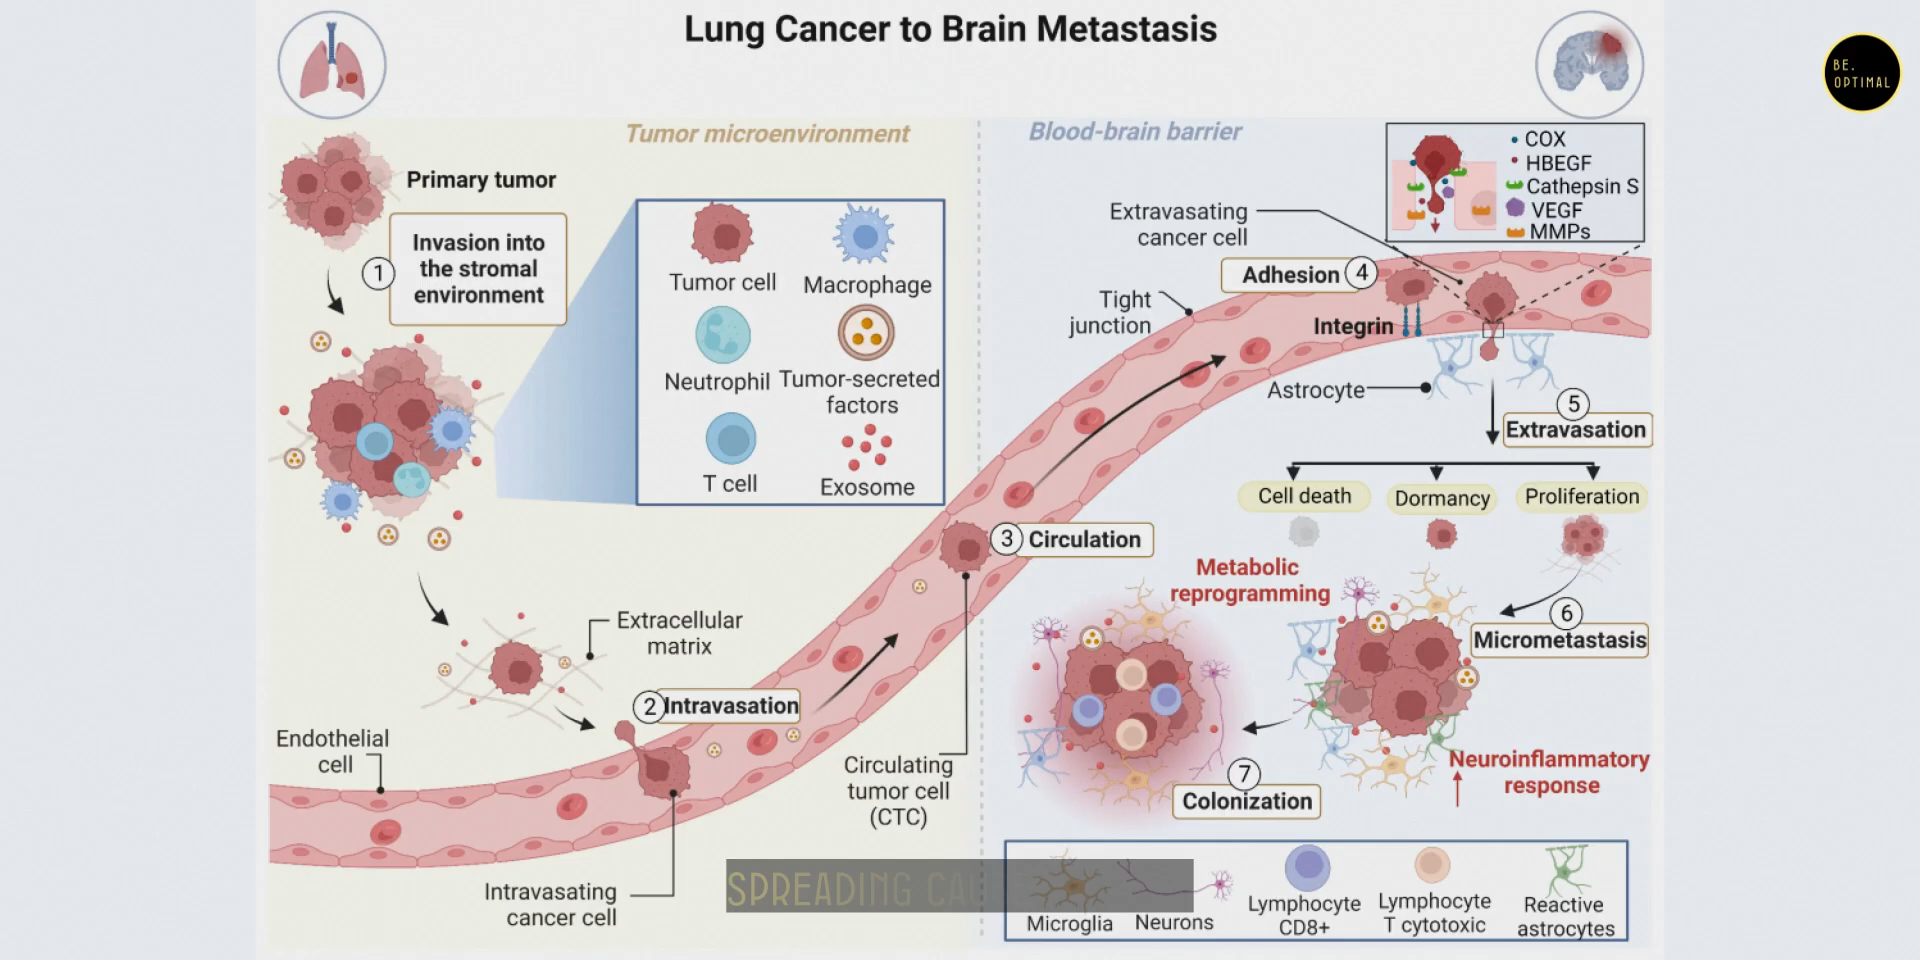 Lung Cancer to Brain Metastasis
BE.
OPTIMAL
Tumor microenvironment
Blood-brain barrier
Primary tumor
1
Invasion into
the stromal
environment
Tumor cell
Macrophage
Neutrophil
Tumor-secreted
factors
T cell
Exosome
Extracellular
matrix
2 Intravasation
Endothelial
cell
Intravasating
cancer cell
3 Circulation
Circulating
tumor cell
(CTC)
COX
HBEGF
Cathepsin S
VEGF
MMPs
Extravasating
cancer cell
Adhesion 4
Tight
junction
Integrin
Astrocyte
5
Extravasation
Cell death
Dormancy
Proliferation
Metabolic
reprogramming
6
Micrometastasis
Neuroinflammatory
response
7
Colonization
SPREADING
Microglia
Neurons
Lymphocyte
CD8+
Lymphocyte
T cytotoxic
Reactive
astrocytes